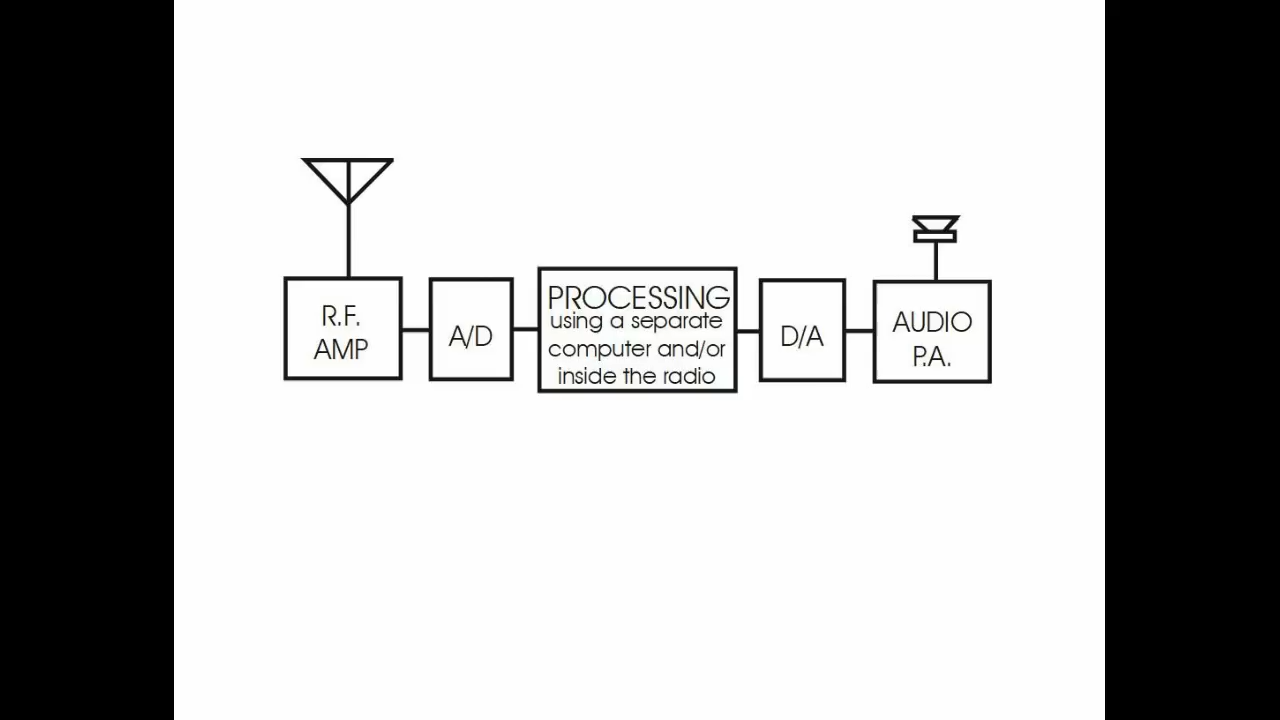 R.F.
AMP
A/D
PROCESSING
using a separate
computer and/or
inside the radio
D/A
AUDIO
P.A.